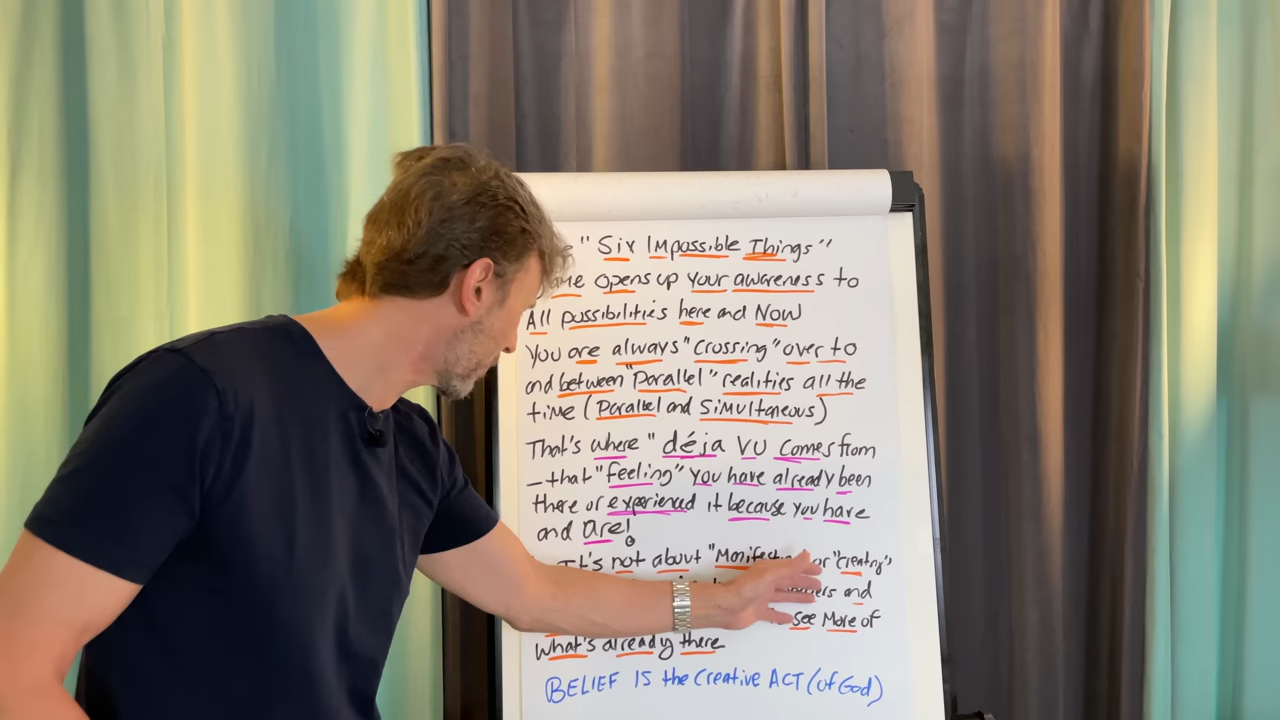 "Six Impossible Things"
opens up your awareness to
All possibilities here and Now
You are always "Crossing" over to
and between "Parallel" realities all the
time (Parallel and Simultaneous)
That's where "déja vu comes from
– that "feeling" you have already been
there or experienced it because you have
and are!
It's not about or "creating"
and
see More of
what's already there
BELIEF IS the Creative ACT (of God)